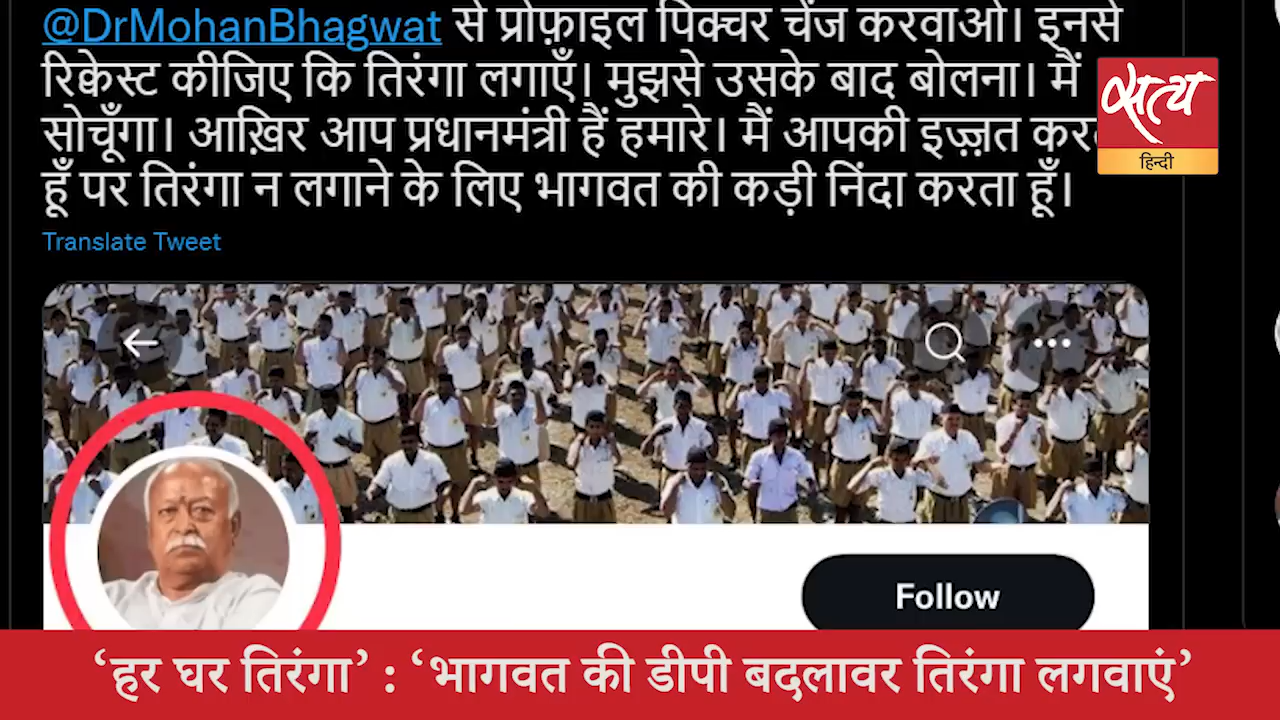 @DrMohanBhagwat से प्रोफ़ाइल पिक्चर चेंज करवाओ। इनसे
रिक्वेस्ट कीजिए कि तिरंगा लगाएँ। मुझसे उसके बाद बोलना। मैं
सोचूँगा। आख़िर आप प्रधानमंत्री हैं हमारे। मैं आपकी इज़्ज़त
हूँ पर तिरंगा न लगाने के लिए भागवत की कड़ी निंदा करता हूँ।
सत्य
हिन्दी
Translate Tweet
Follow
‘हर घर तिरंगा’ : ‘भागवत की डीपी बदलावर तिरंगा लगवाएं’